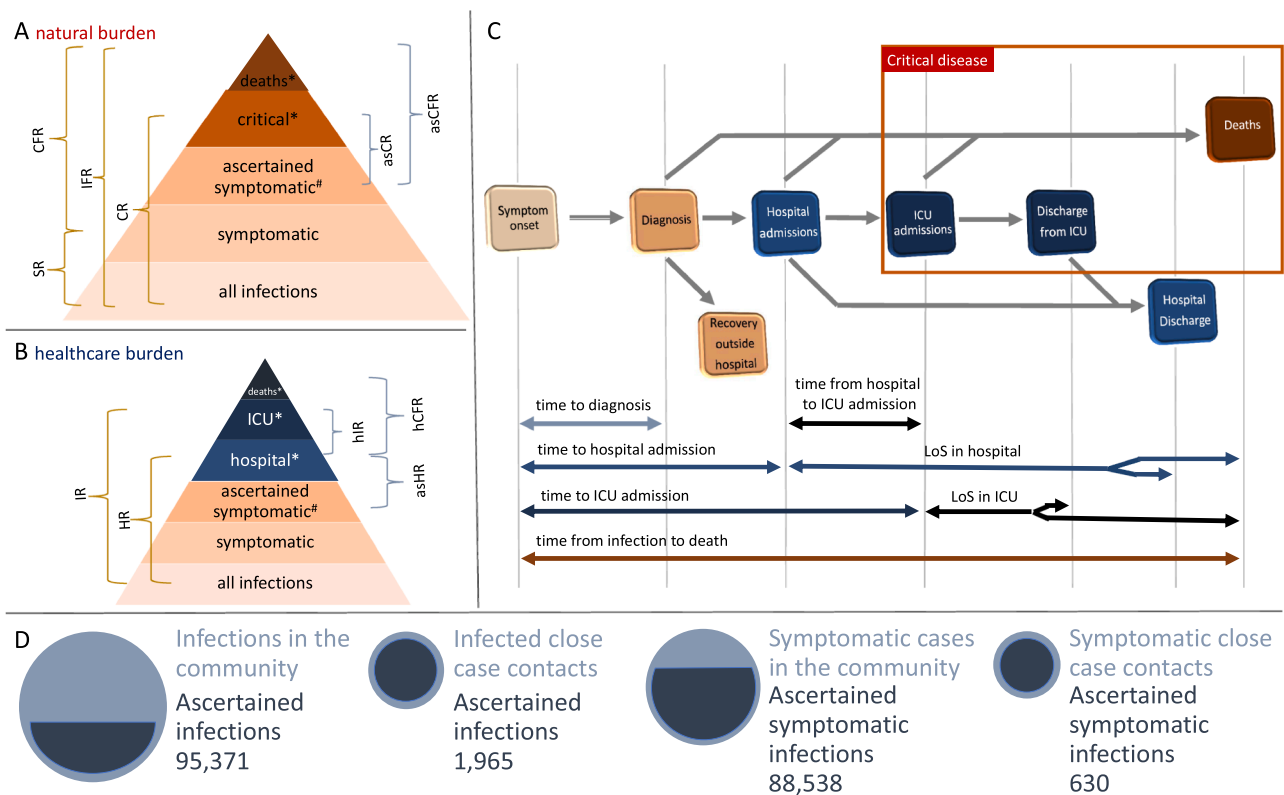 A natural burden
deaths*
critical*
ascertained
symptomatic#
symptomatic
all infections
CFR
IFR
CR
SR
asCR
asCFR
B healthcare burden
deaths*
ICU*
hospital*
ascertained
symptomatic#
symptomatic
all infections
IR
HR
hIR
hCFR
asHR
C
Critical disease
Deaths
Symptom
onset
Diagnosis
Hospital
admissions
ICU
admissions
Discharge
from ICU
Recovery
outside
hospital
Hospital
Discharge
time to diagnosis
time from hospital
to ICU admission
time to hospital admission
LoS in hospital
time to ICU admission
LoS in ICU
time from infection to death
D
Infections in the
community
Ascertained
infections
95,371
Infected close
case contacts
Ascertained
infections
1,965
Symptomatic cases
in the community
Ascertained
symptomatic
infections
88,538
Symptomatic close
case contacts
Ascertained
symptomatic
infections
630